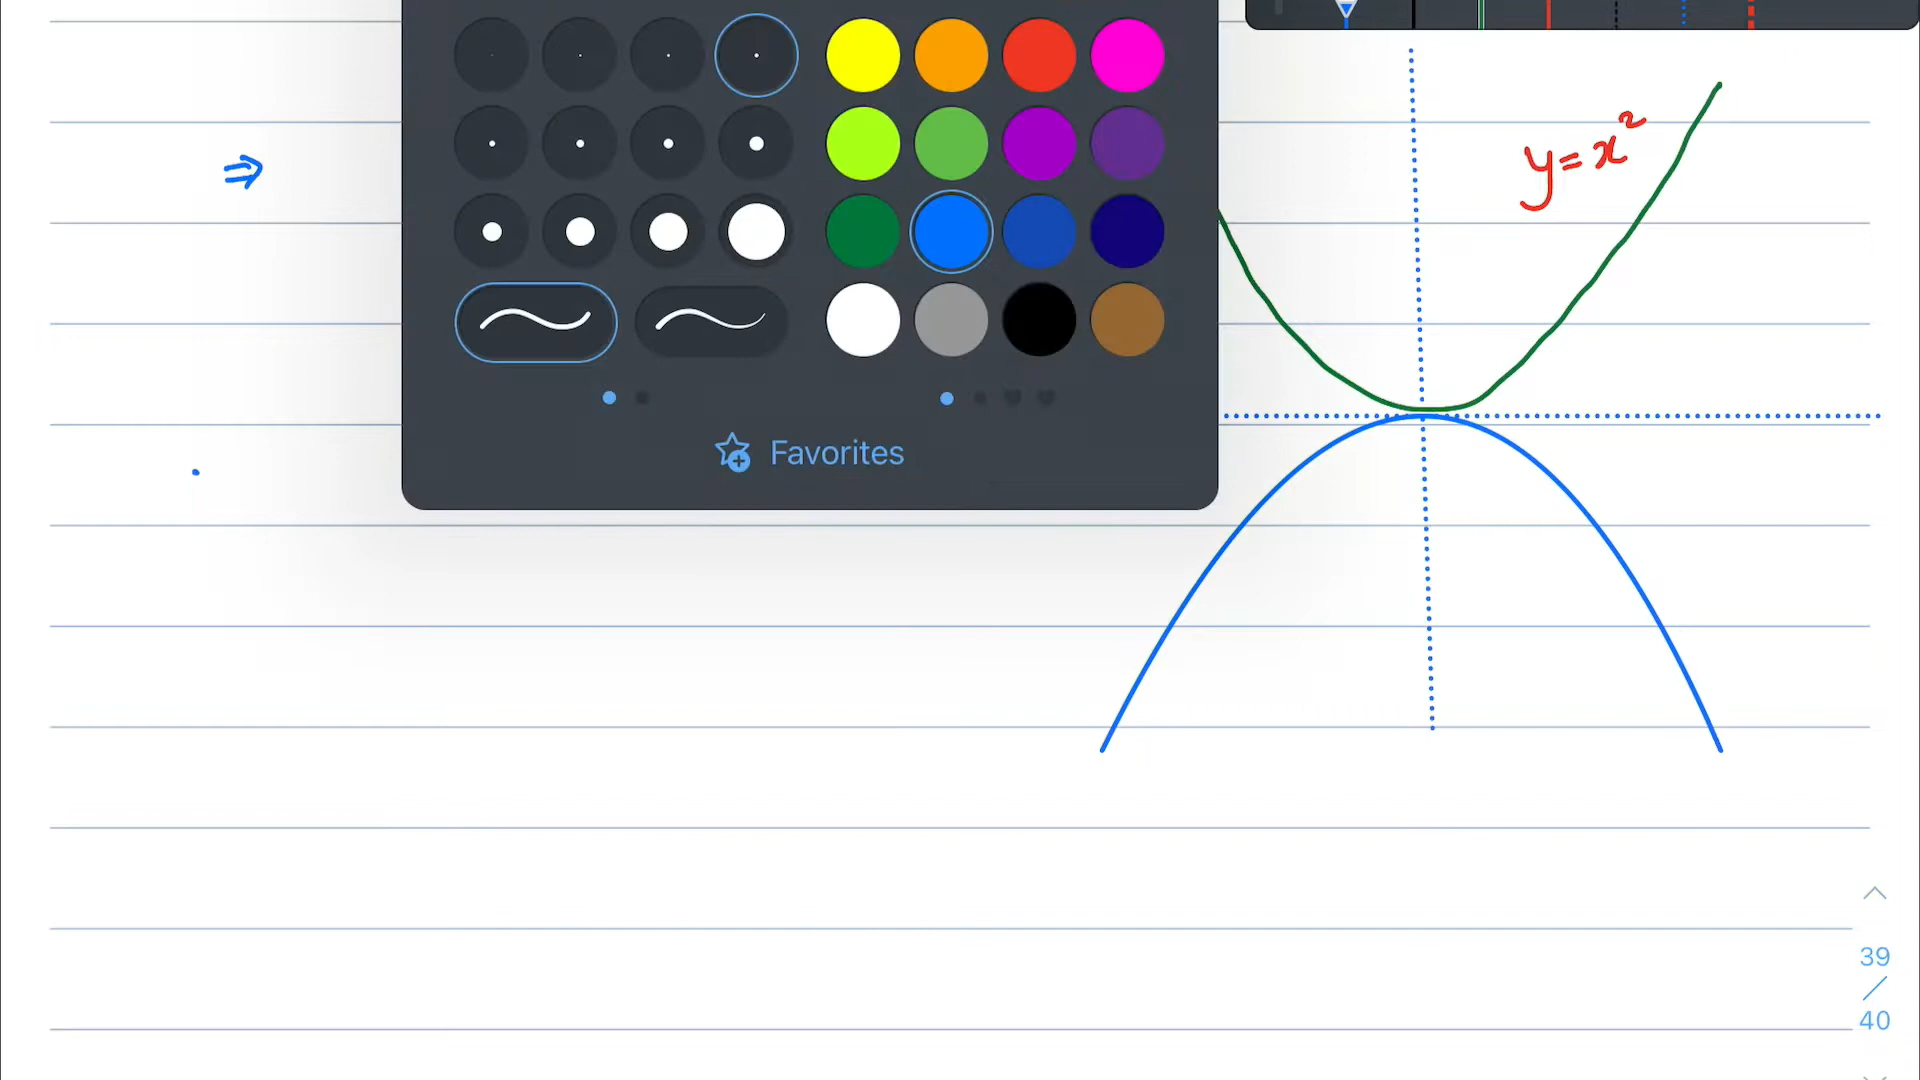 ⇒
y = x²
Favorites
39
/
40